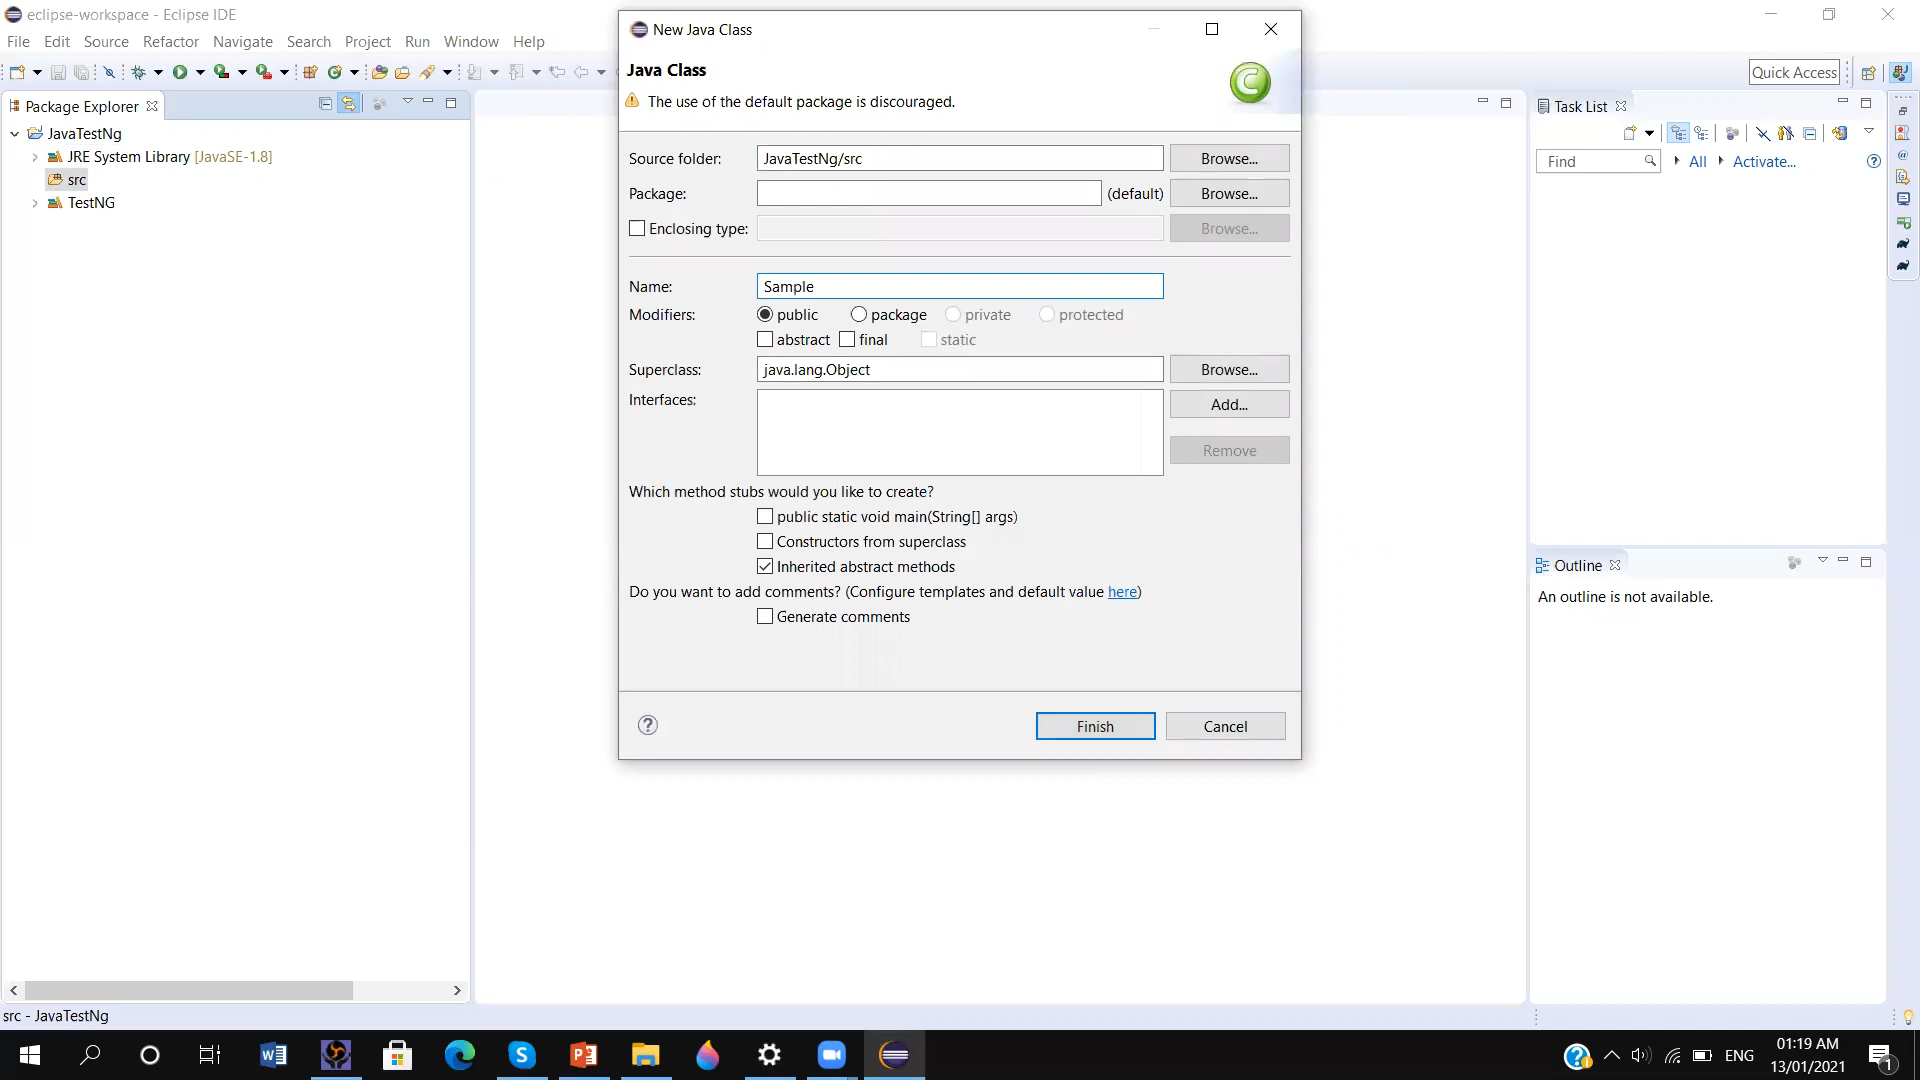 eclipse-workspace - Eclipse IDE
File Edit Source Refactor Navigate Search Project Run Window Help
Quick Access
Package Explorer
JavaTestNg
JRE System Library [JavaSE-1.8]
src
TestNG
New Java Class
Java Class
The use of the default package is discouraged.
Source folder: JavaTestNg/src Browse...
Package: (default) Browse...
Enclosing type: Browse...
Name: Sample
Modifiers: public package private protected
abstract final static
Superclass: java.lang.Object Browse...
Interfaces: Add...
Remove
Which method stubs would you like to create?
public static void main(String[] args)
Constructors from superclass
Inherited abstract methods
Do you want to add comments? (Configure templates and default value here)
Generate comments
Finish Cancel
Task List
Find All Activate...
Outline
An outline is not available.
src - JavaTestNg
ENG
01:19 AM
13/01/2021
1